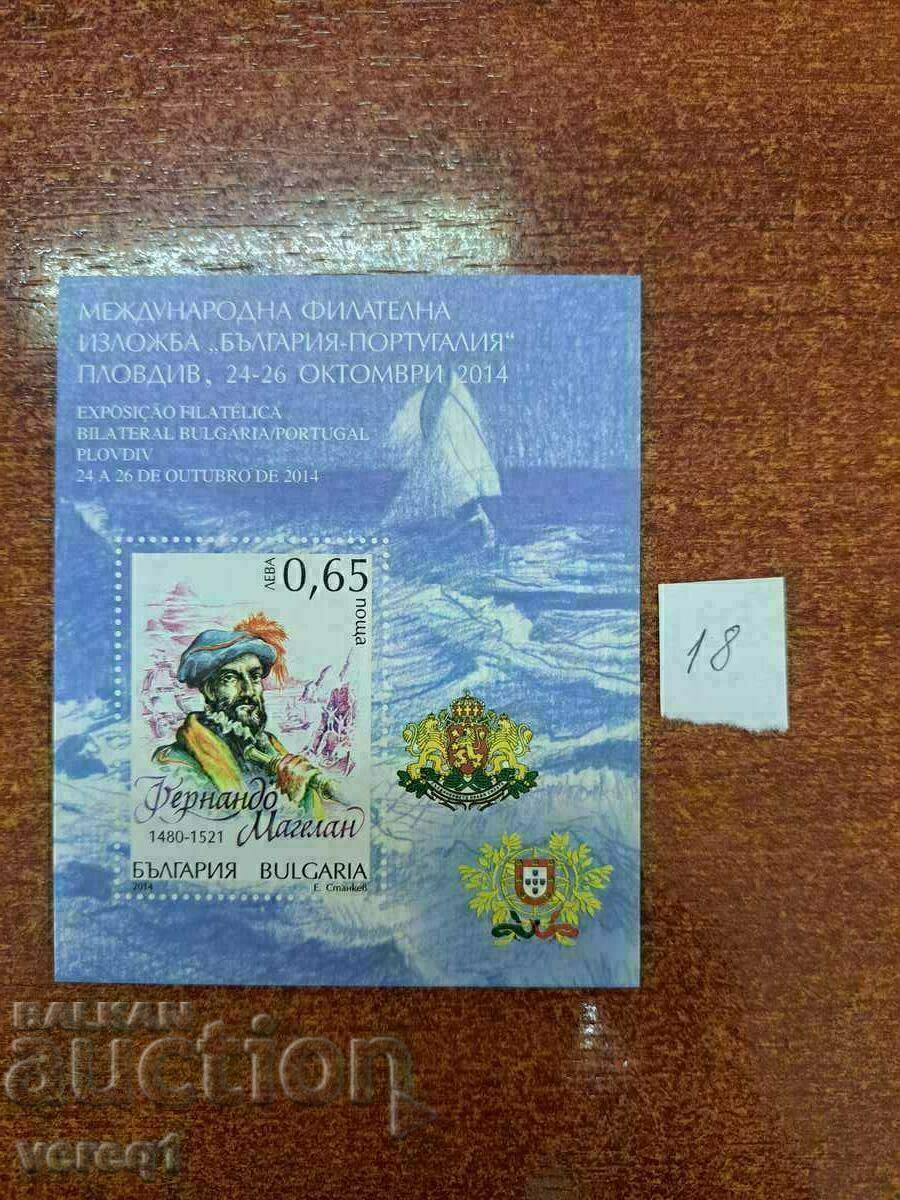 МЕЖДУНАРОДНА ФИЛАТЕЛНА
ИЗЛОЖБА „БЪЛГАРИЯ-ПОРТУГАЛИЯ“
ПЛОВДИВ, 24-26 ОКТОМВРИ 2014
EXPOSIÇÃO FILATÉLICA
BILATERAL BULGARIA/PORTUGAL
PLOVDIV
24 A 26 DE OUTUBRO DE 2014
ЛЕВА 0,65
поща
Фернандо
1480-1521 Магелан
БЪЛГАРИЯ BULGARIA
2014 Е. Станкев
18
BALKAN
auction
vereq1